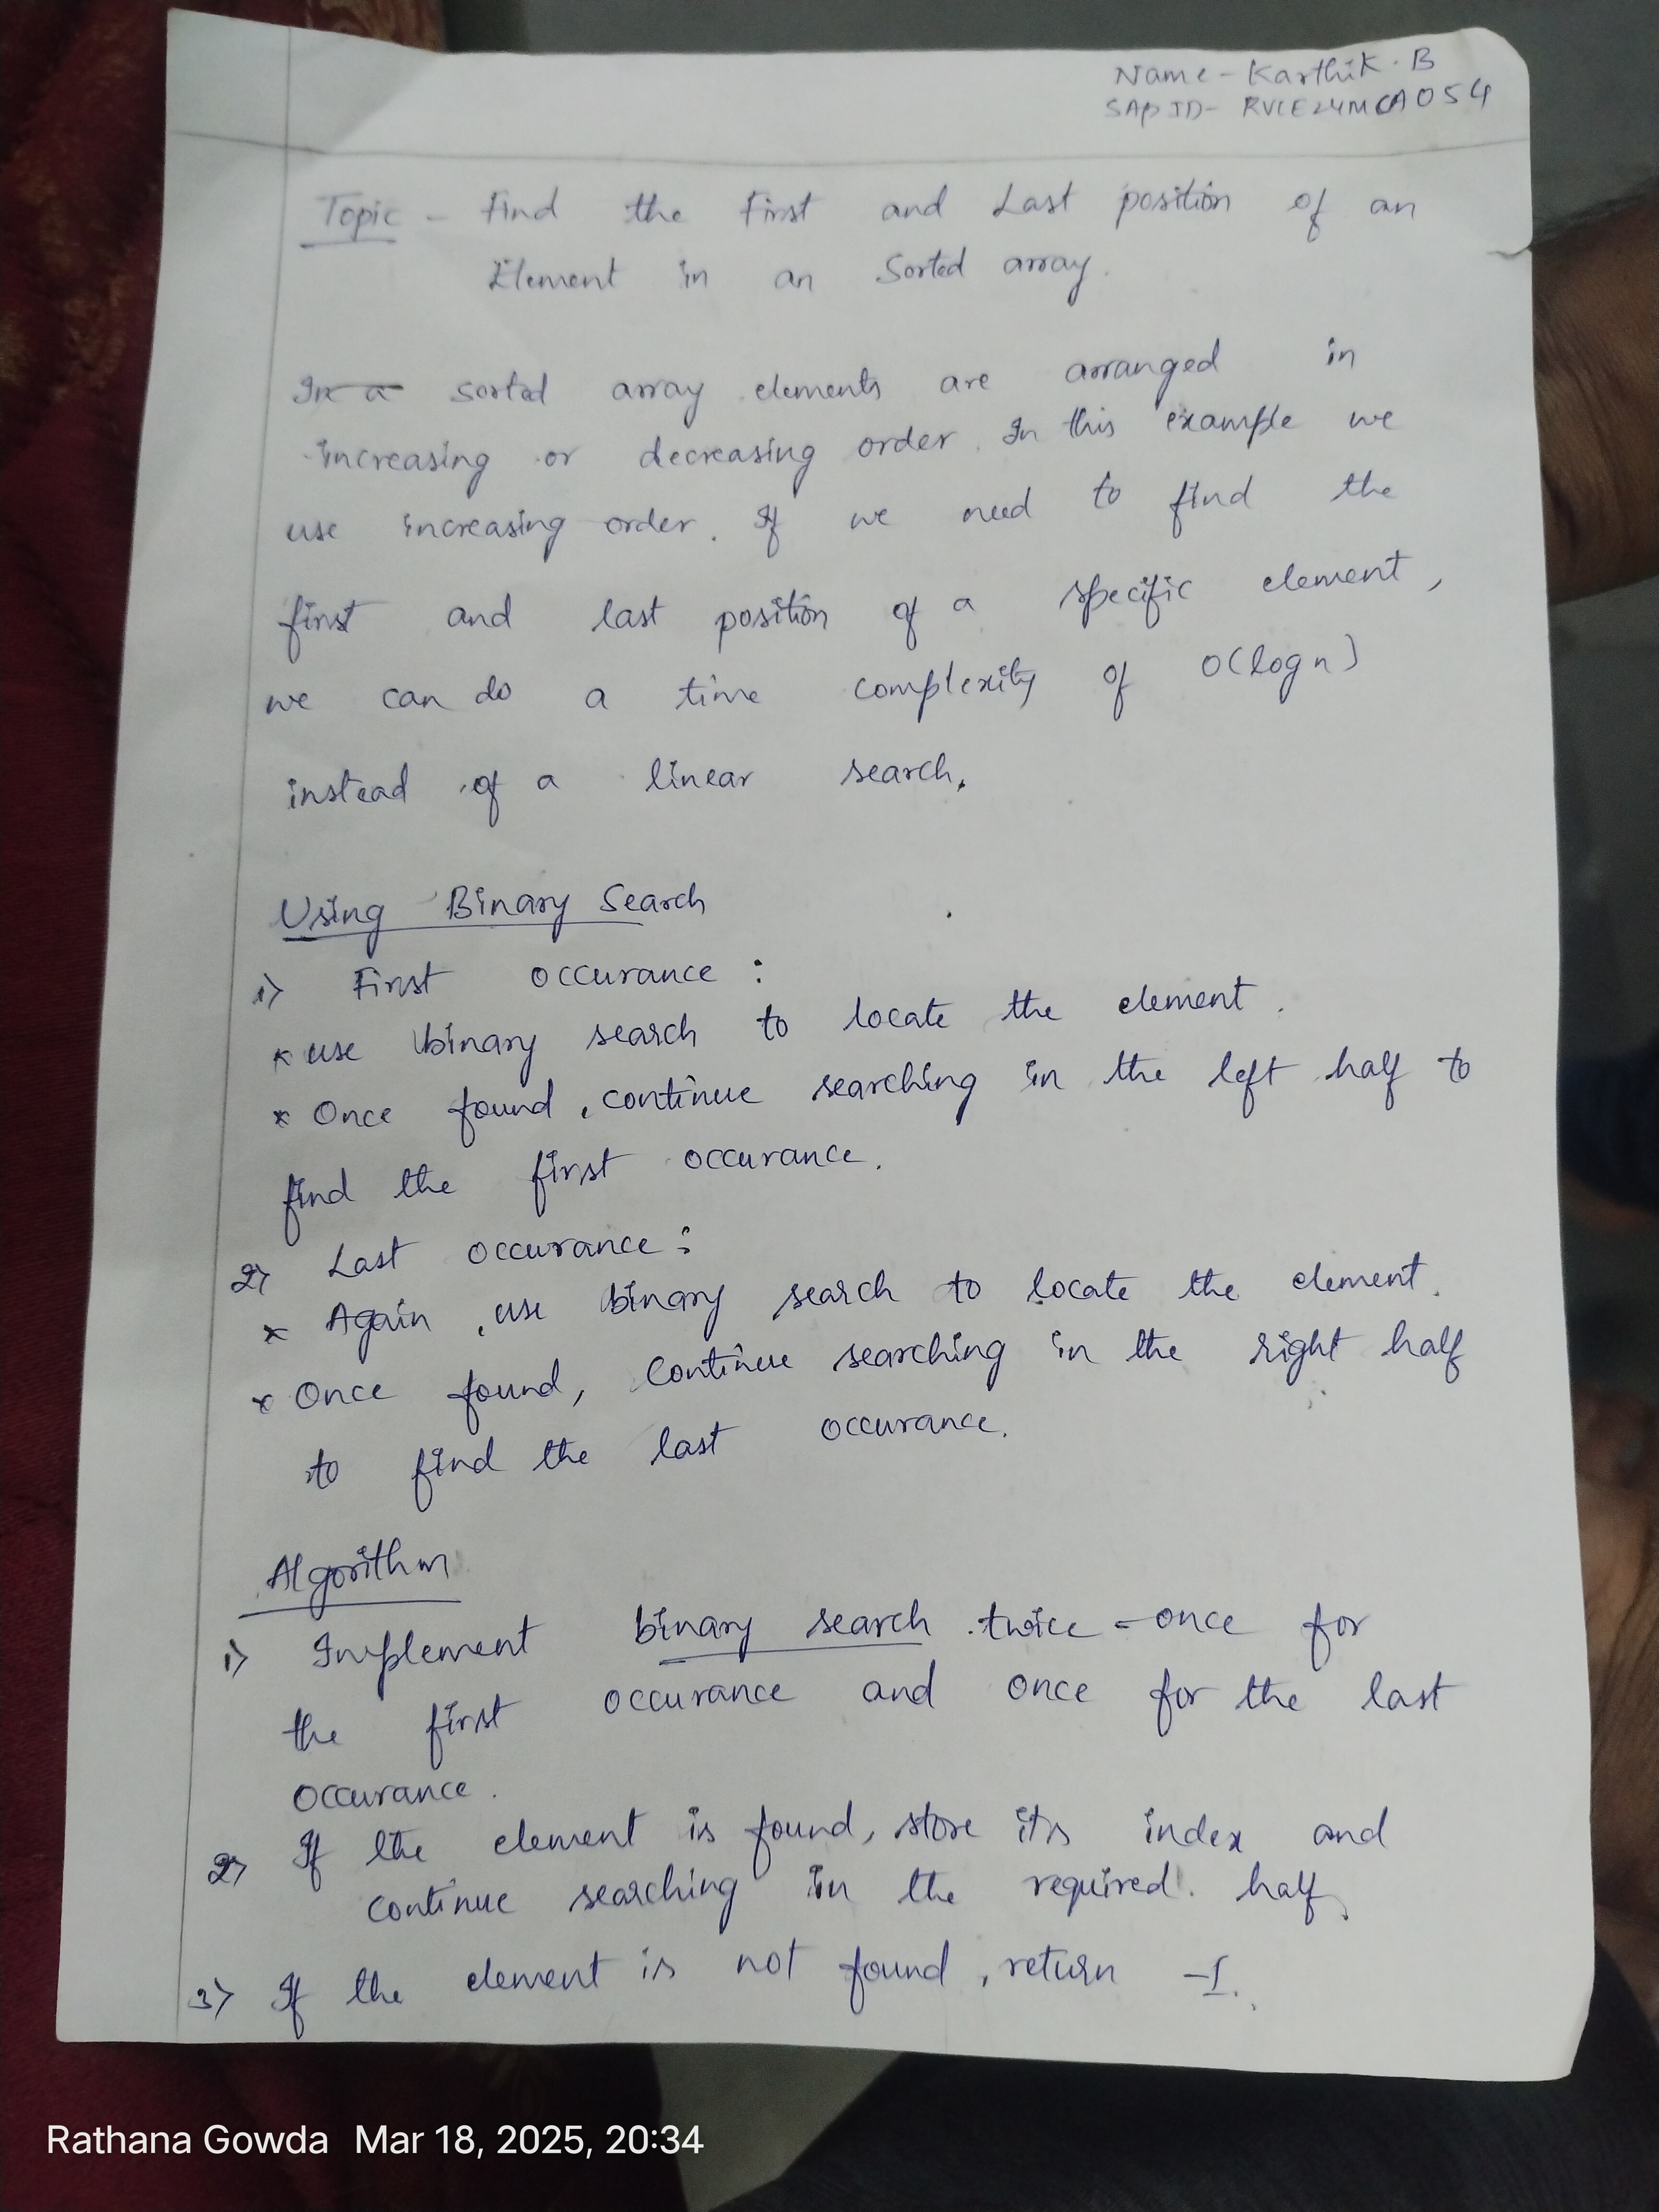 Name - Karthik. B
SAP ID - RVCE24MCA054
Topic - Find the First and Last position of an
Element in an Sorted array.
In a sorted array elements are arranged in
increasing or decreasing order. In this example we
use increasing order. If we need to find the
first and last position of a specific element,
we can do a time complexity of O(log n)
instead of a linear search.
Using Binary Search
1) First occurance :
* use binary search to locate the element.
* Once found, continue searching in the left half to
find the first occurance.
2) Last occurance :
* Again, use binary search to locate the element.
* Once found, Continue searching in the right half
to find the last occurance.
Algorithm
1) Implement binary search twice - once for
the first occurance and once for the last
occurance.
2) If the element is found, store its index and
continue searching in the required half.
3) If the element is not found, return -1.
Rathana Gowda Mar 18, 2025, 20:34